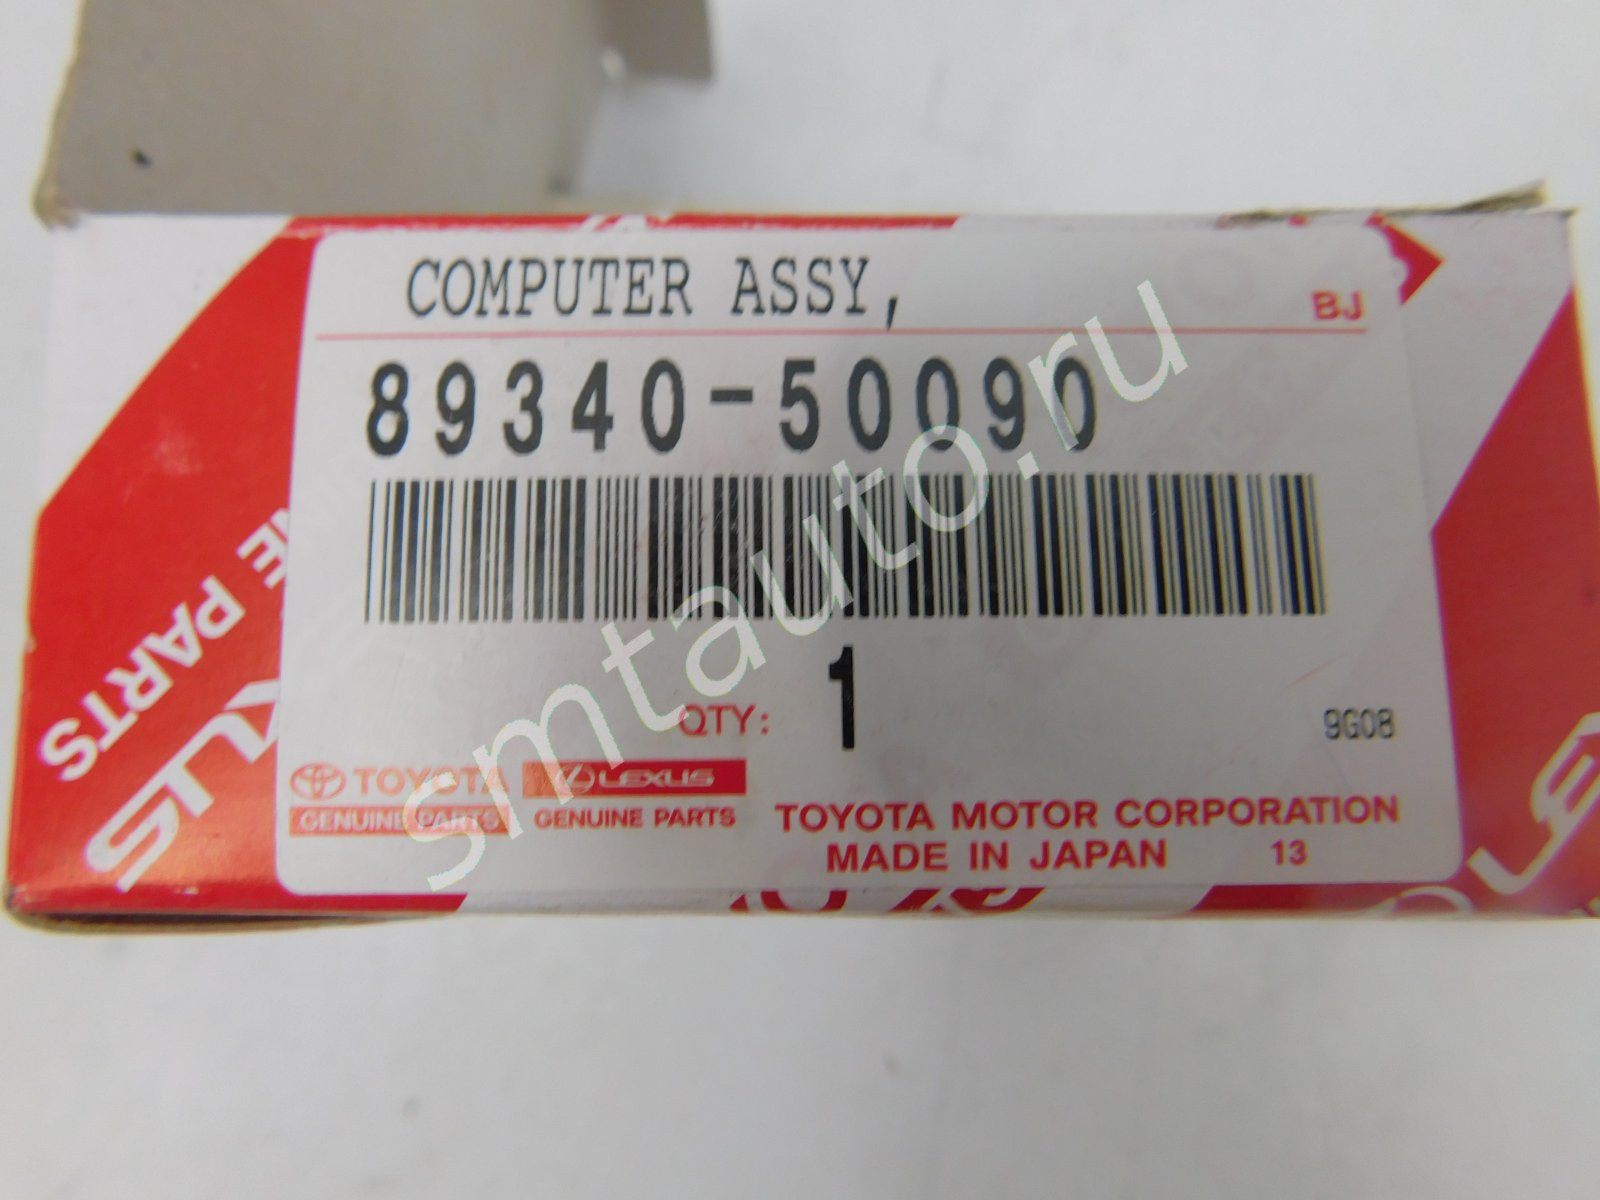 COMPUTER ASSY,
BJ
89340-50090
QTY: 1
9G08
TOYOTA LEXUS
GENUINE PARTS GENUINE PARTS
TOYOTA MOTOR CORPORATION
MADE IN JAPAN 13
smtauto.ru
PARTS